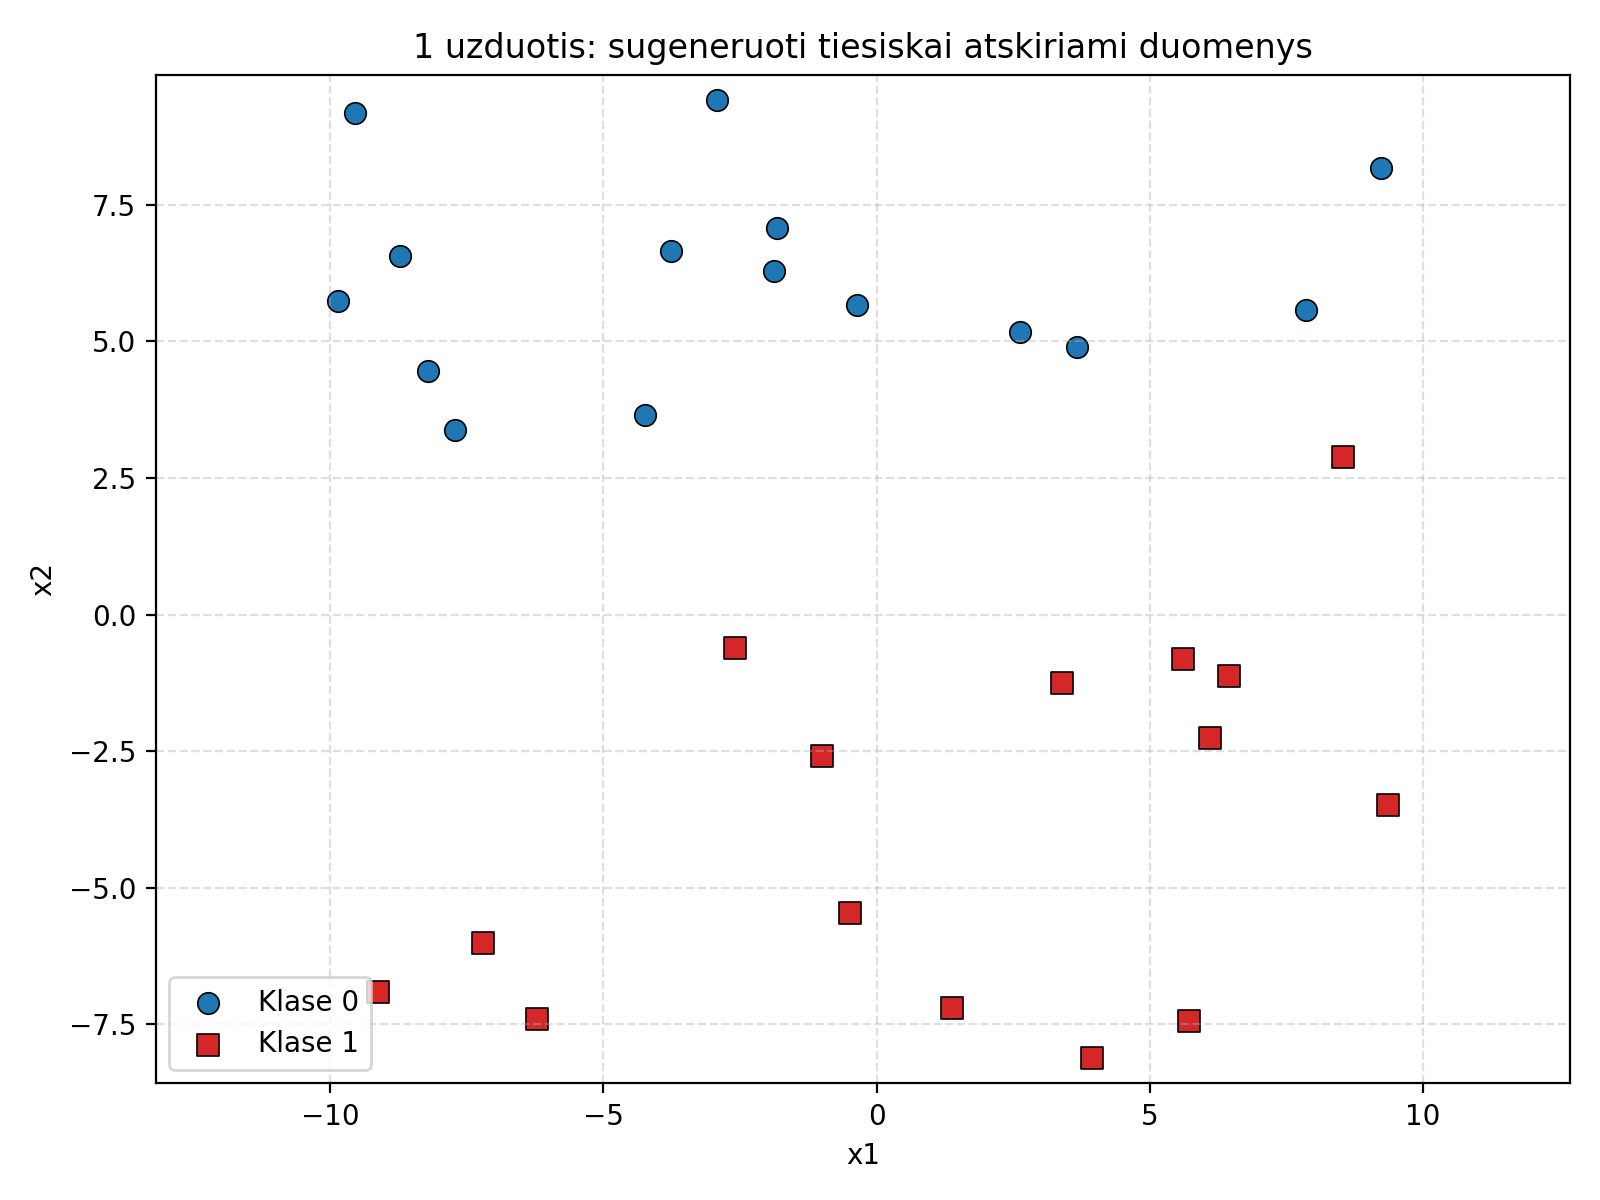 1 uzduotis: sugeneruoti tiesiskai atskiriami duomenys
7.5
5.0
2.5
0.0
−2.5
−5.0
−7.5
x2
Klase 0
Klase 1
−10
−5
0
5
10
x1